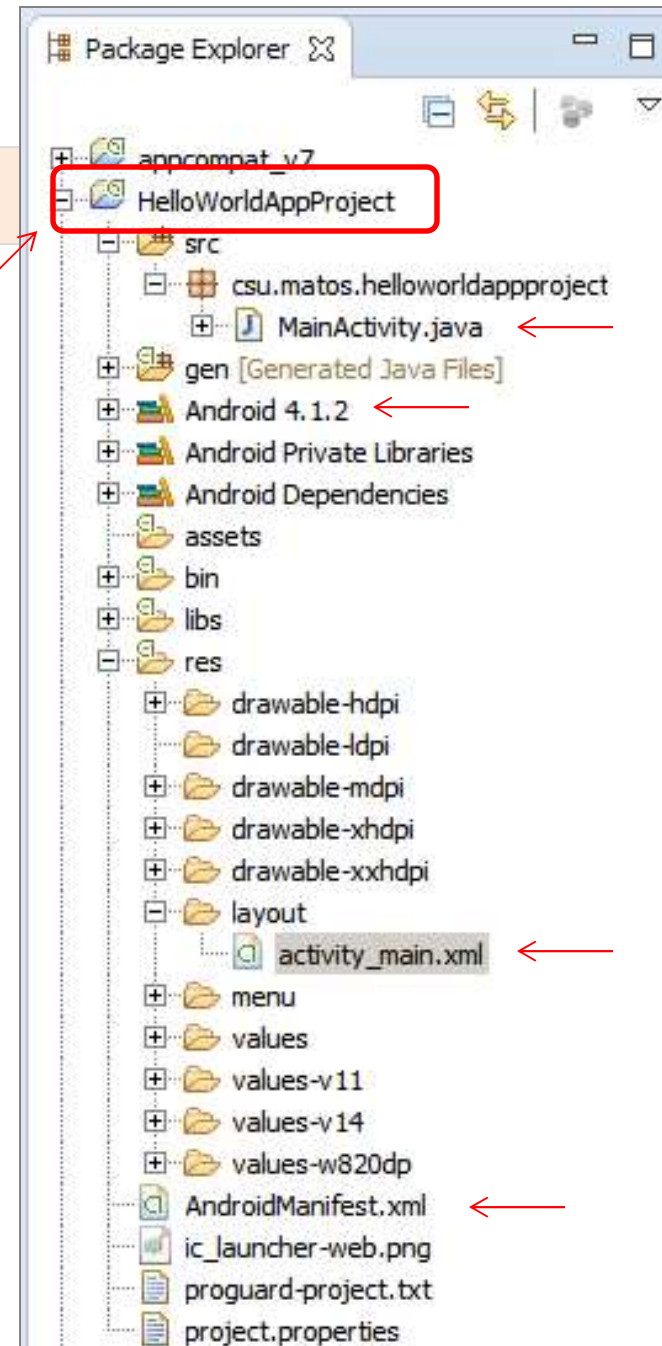 Package Explorer
appcompat_v7
HelloWorldAppProject
src
csu.matos.helloworldappproject
MainActivity.java
gen [Generated Java Files]
Android 4.1.2
Android Private Libraries
Android Dependencies
assets
bin
libs
res
drawable-hdpi
drawable-ldpi
drawable-mdpi
drawable-xhdpi
drawable-xxhdpi
layout
activity_main.xml
menu
values
values-v11
values-v14
values-w820dp
AndroidManifest.xml
ic_launcher-web.png
proguard-project.txt
project.properties